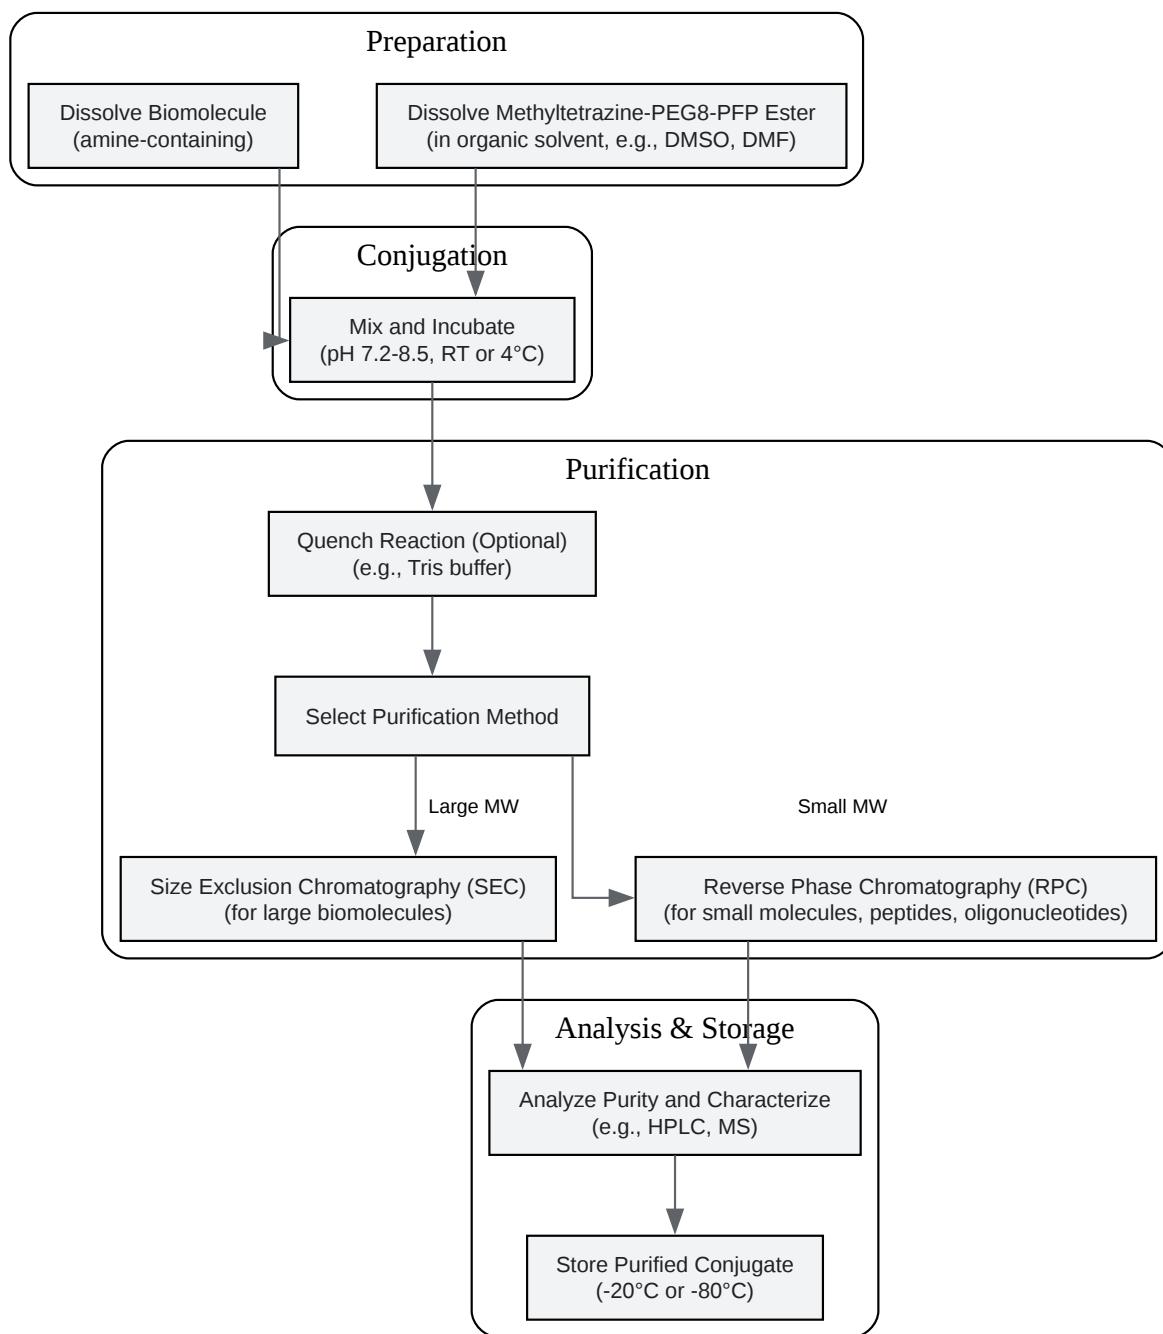 Preparation
Dissolve Biomolecule
(amine-containing)
Dissolve Methyltetrazine-PEG8-PFP Ester
(in organic solvent, e.g., DMSO, DMF)
Conjugation
Mix and Incubate
(pH 7.2-8.5, RT or 4°C)
Purification
Quench Reaction (Optional)
(e.g., Tris buffer)
Select Purification Method
Large MW
Small MW
Size Exclusion Chromatography (SEC)
(for large biomolecules)
Reverse Phase Chromatography (RPC)
(for small molecules, peptides, oligonucleotides)
Analysis & Storage
Analyze Purity and Characterize
(e.g., HPLC, MS)
Store Purified Conjugate
(-20°C or -80°C)